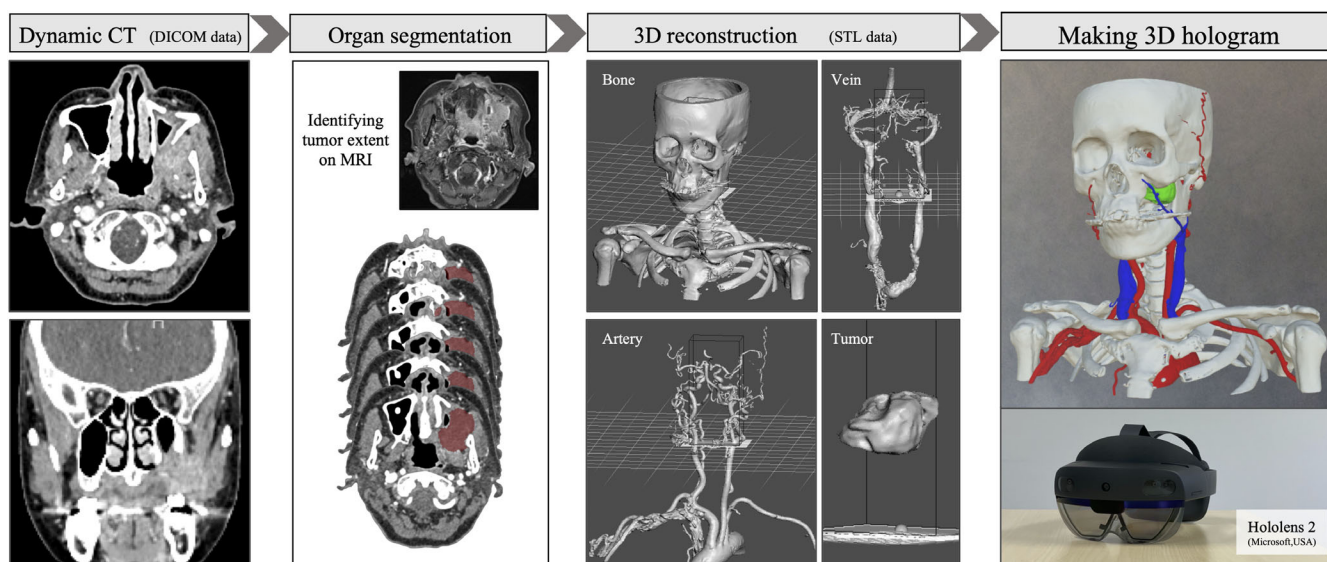 Dynamic CT (DICOM data)
Organ segmentation
3D reconstruction (STL data)
Making 3D hologram
Identifying
tumor extent
on MRI
Bone
Vein
Artery
Tumor
Hololens 2
(Microsoft,USA)